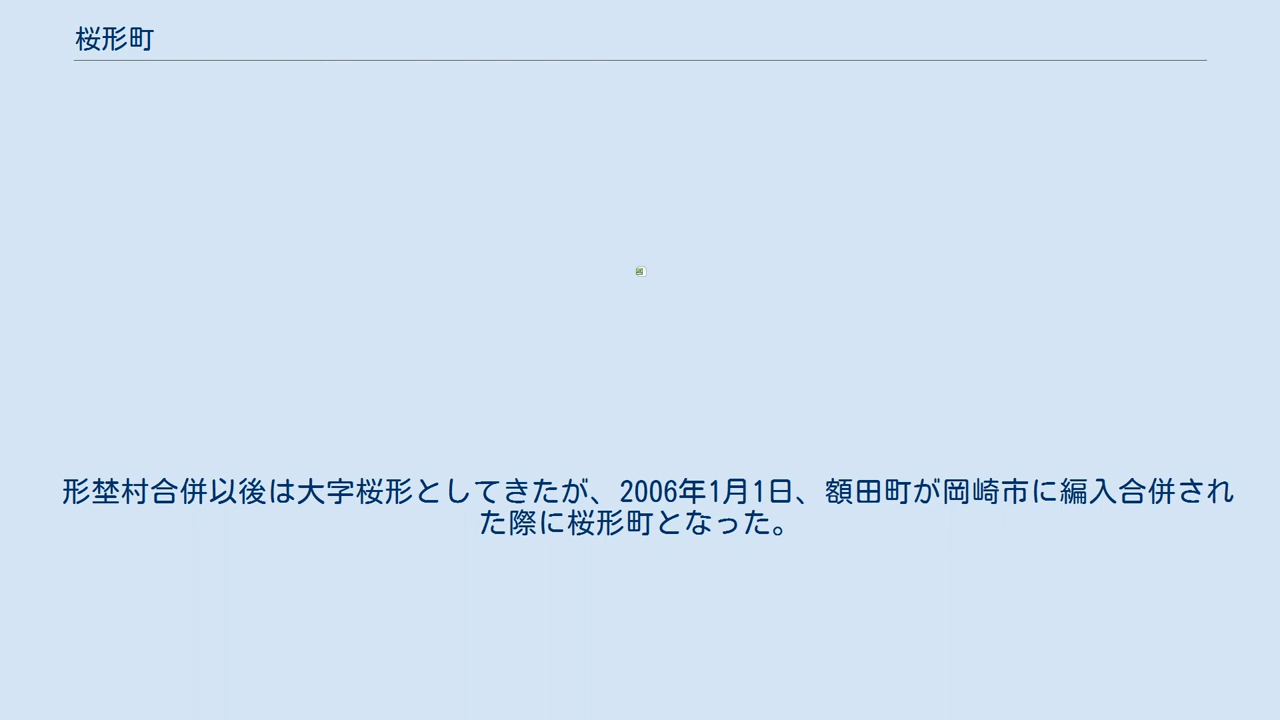 桜形町
形埜村合併以後は大字桜形としてきたが、2006年1月1日、額田町が岡崎市に編入合併され
た際に桜形町となった。